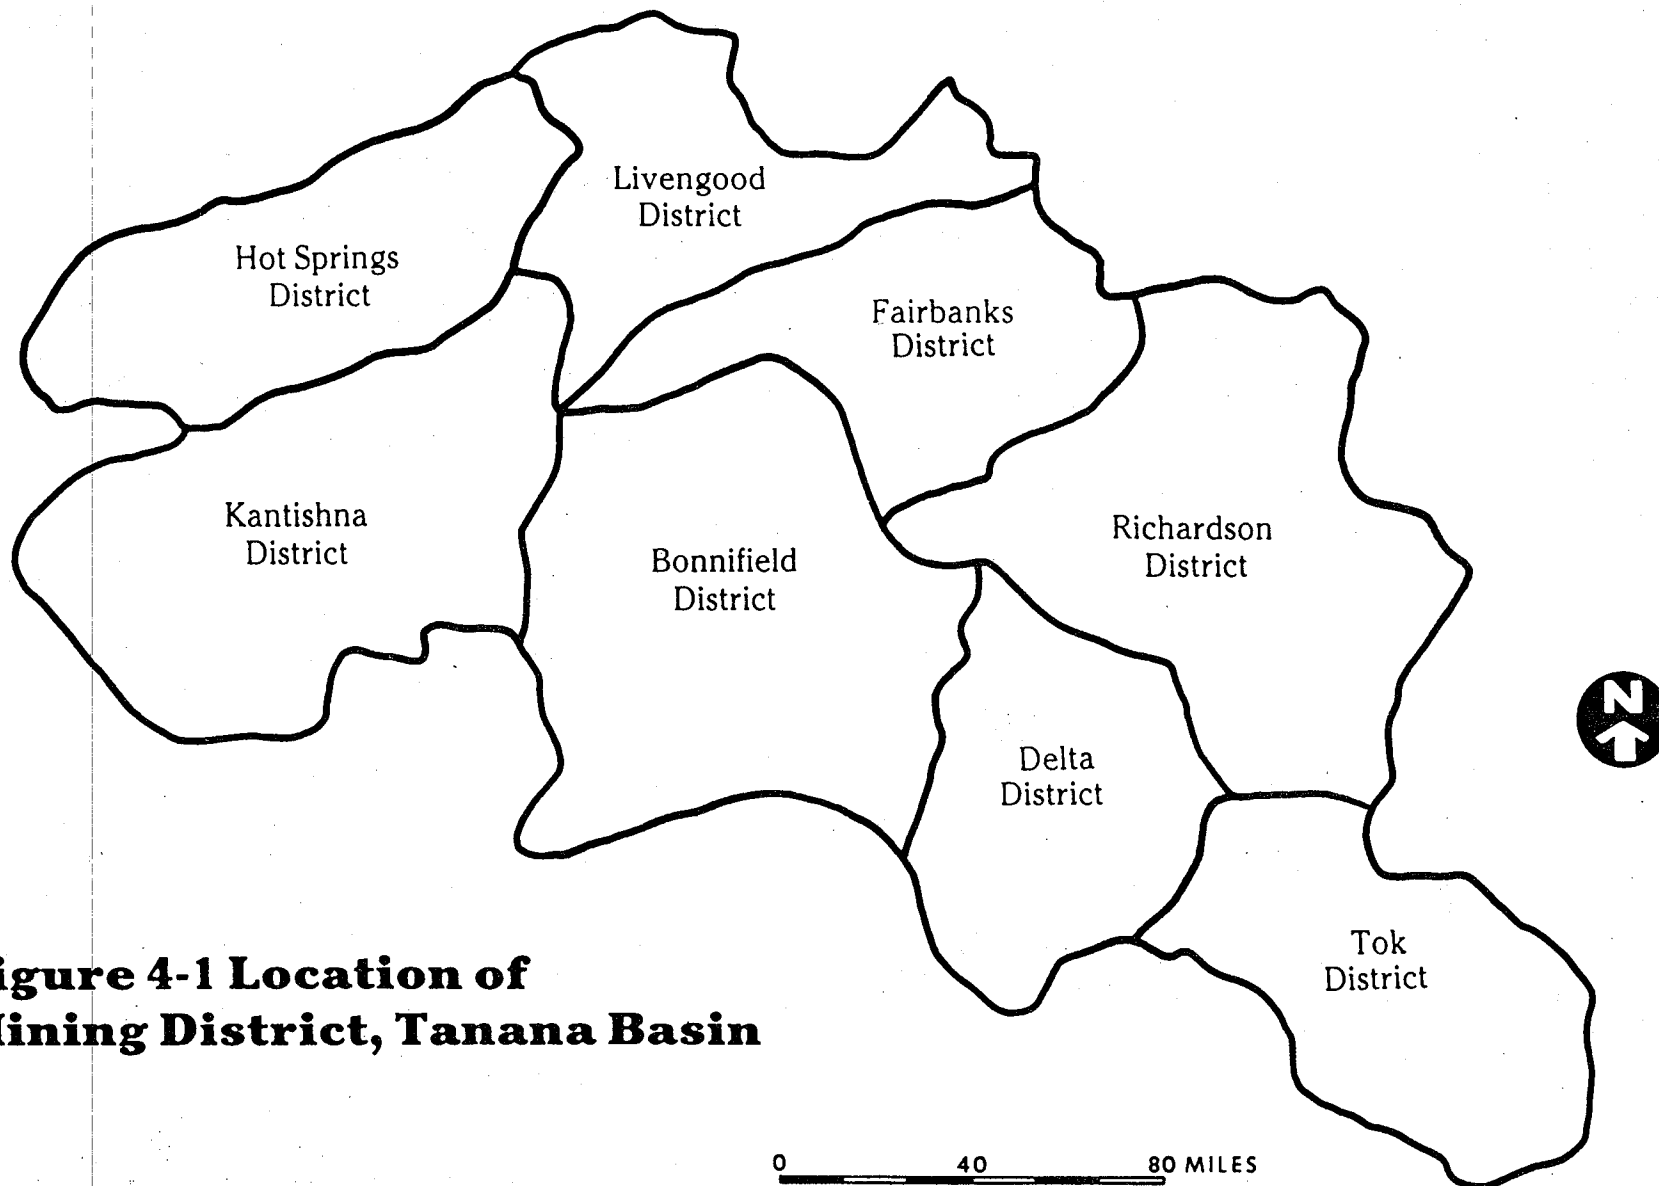 Livengood
District
Hot Springs
District
Fairbanks
District
Kantishna
District
Richardson
District
Bonnifield
District
N
Delta
District
Tok
District
igure 4-1 Location of
ining District, Tanana Basin
0 40 80 MILES